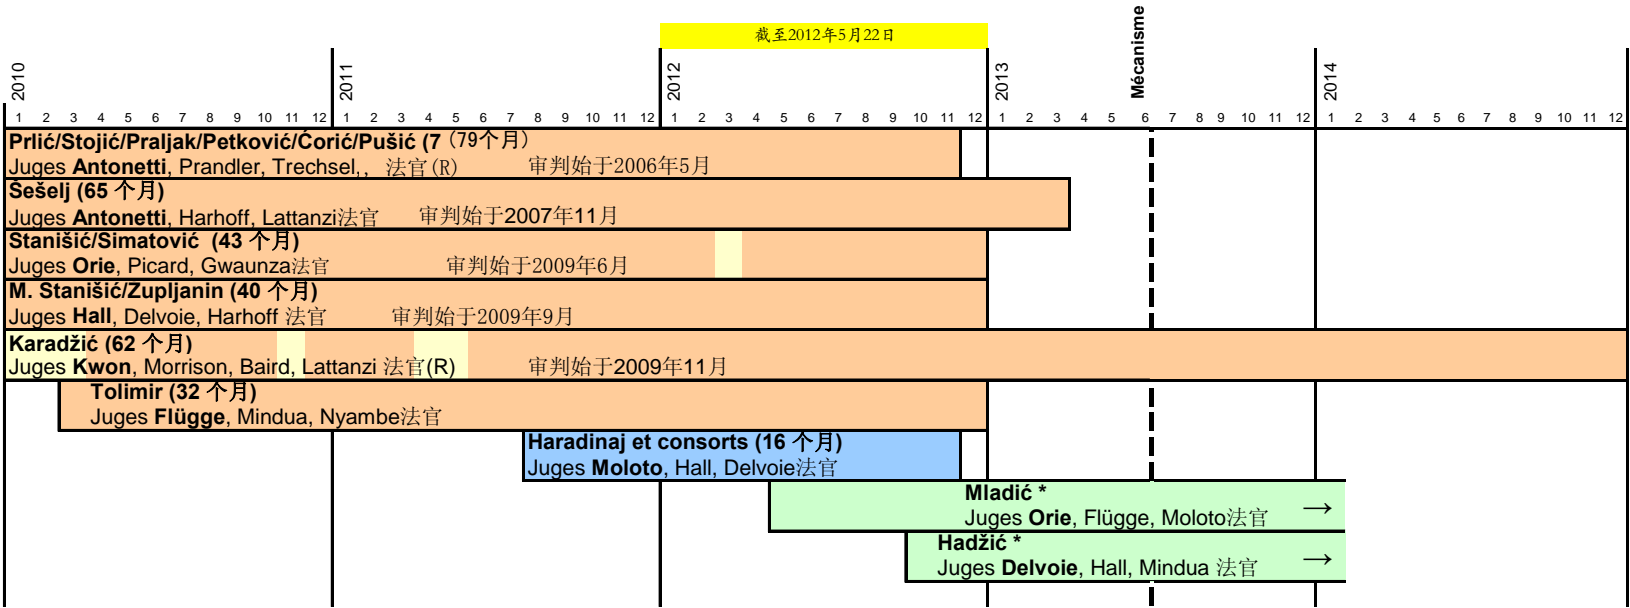 截至2012年5月22日
Mécanisme
2010 2011 2012 2013 2014
1 2 3 4 5 6 7 8 9 10 11 12 1 2 3 4 5 6 7 8 9 10 11 12 1 2 3 4 5 6 7 8 9 10 11 12 1 2 3 4 5 6 7 8 9 10 11 12 1 2 3 4 5 6 7 8 9 10 11 12
Prlić/Stojić/Praljak/Petković/Ćorić/Pušić (7 (79个月)
Juges Antonetti, Prandler, Trechsel,, 法官(R) 审判始于2006年5月
Šešelj (65 个月)
Juges Antonetti, Harhoff, Lattanzi法官 审判始于2007年11月
Stanišić/Simatović (43 个月)
Juges Orie, Picard, Gwaunza法官 审判始于2009年6月
M. Stanišić/Župljanin (40 个月)
Juges Hall, Delvoie, Harhoff 法官 审判始于2009年9月
Karadžić (62 个月)
Juges Kwon, Morrison, Baird, Lattanzi 法官(R) 审判始于2009年11月
Tolimir (32 个月)
Juges Flügge, Mindua, Nyambe法官
Haradinaj et consorts (16 个月)
Juges Moloto, Hall, Delvoie法官
Mladić *
Juges Orie, Flügge, Moloto法官 →
Hadžić *
Juges Delvoie, Hall, Mindua 法官 →